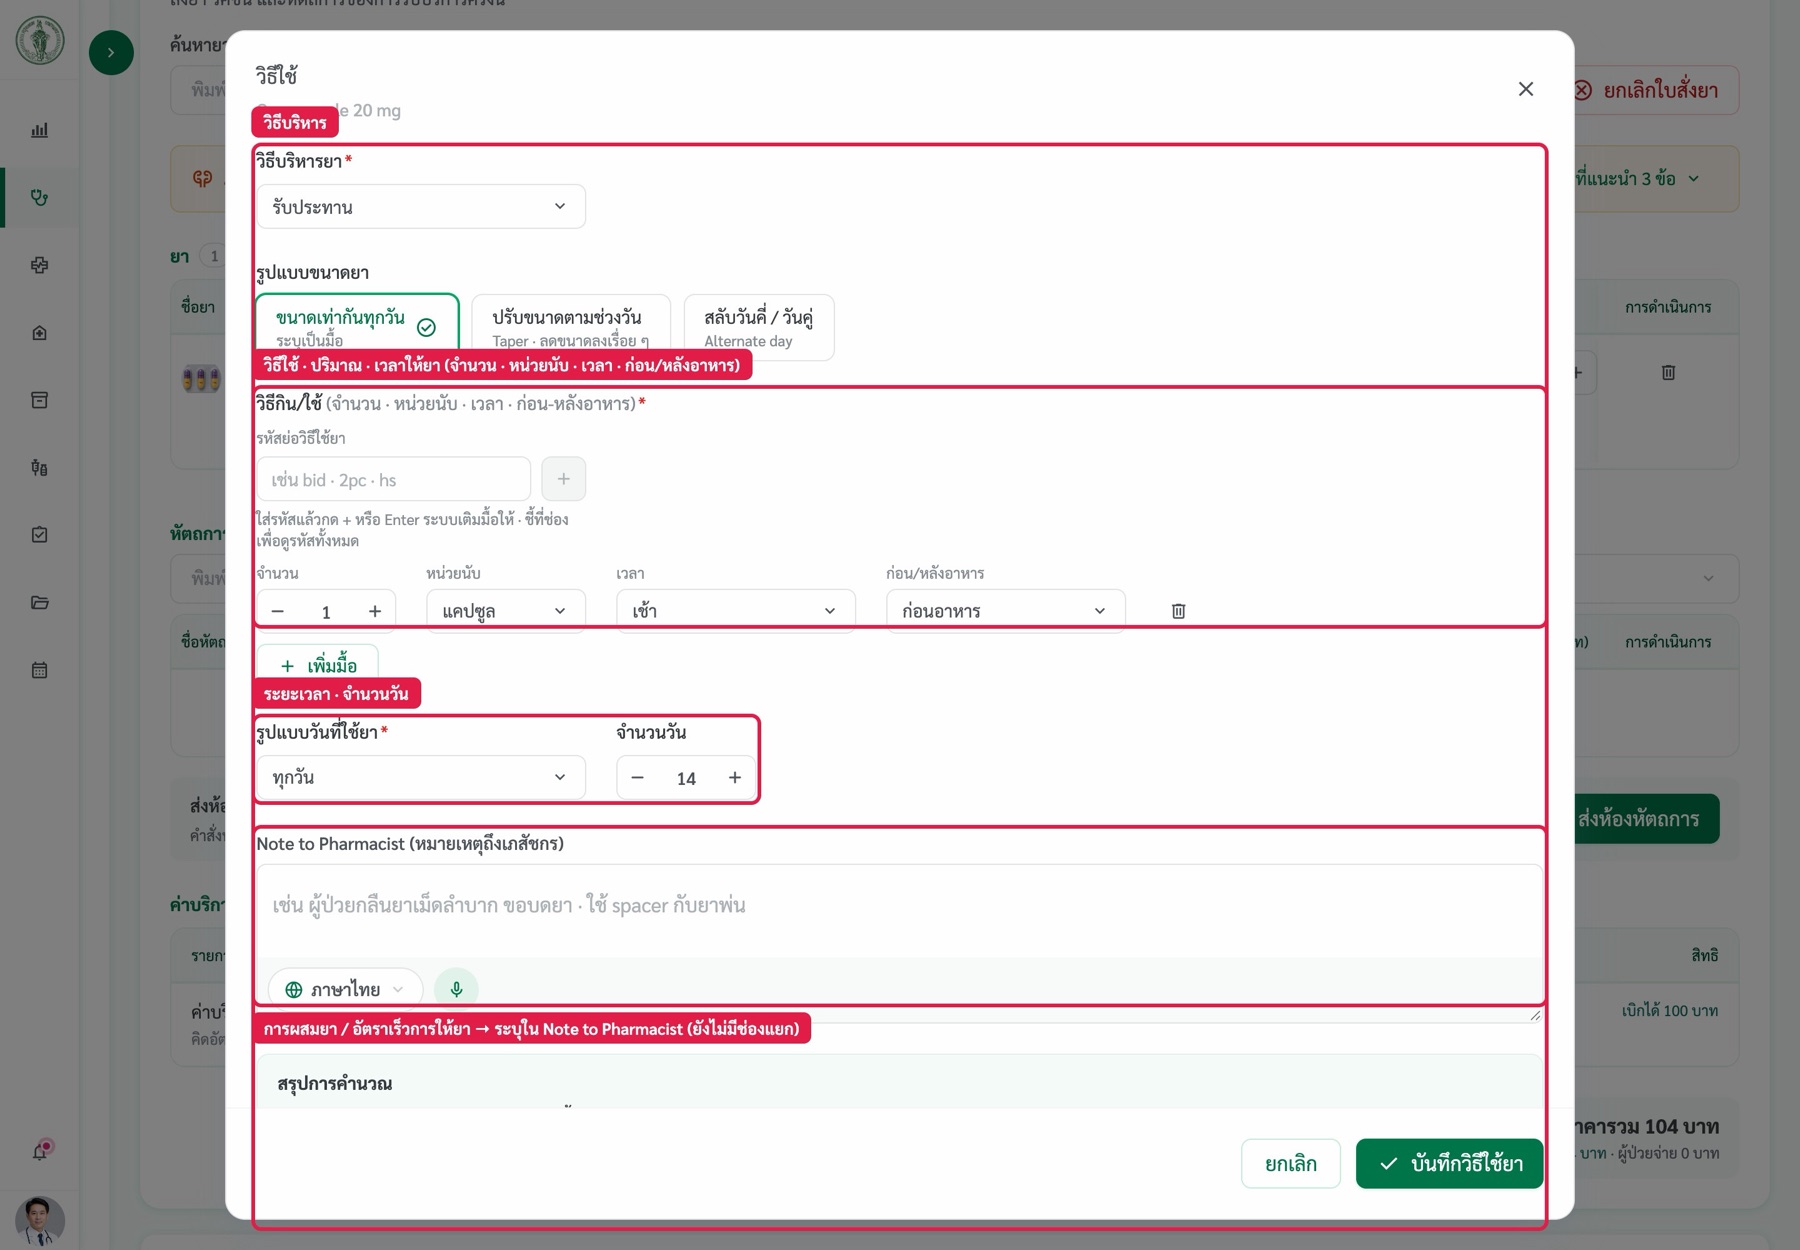 ค้นหายา
ยกเลิกใบสั่งยา
วิธีใช้
20 mg
วิธีบริหาร
วิธีบริหารยา*
รับประทาน
ที่แนะนำ 3 ข้อ
รูปแบบขนาดยา
ยา 1
ชื่อยา
การดำเนินการ
ขนาดเท่ากันทุกวัน
ระบุเป็นมื้อ
ปรับขนาดตามช่วงวัน
Taper · ลดขนาดลงเรื่อย ๆ
สลับวันคี่ / วันคู่
Alternate day
วิธีใช้ · ปริมาณ · เวลาให้ยา (จำนวน · หน่วยนับ · เวลา · ก่อน/หลังอาหาร)
วิธีกิน/ใช้ (จำนวน · หน่วยนับ · เวลา · ก่อน-หลังอาหาร)*
รหัสย่อวิธีใช้ยา
เช่น bid · 2pc · hs
+
ใส่รหัสแล้วกด + หรือ Enter ระบบเติมมื้อให้ · ชี้ที่ช่อง
เพื่อดูรหัสทั้งหมด
จำนวน
หน่วยนับ
เวลา
ก่อน/หลังอาหาร
− 1 +
แคปซูล
เช้า
ก่อนอาหาร
การดำเนินการ
+ เพิ่มมื้อ
ระยะเวลา · จำนวนวัน
รูปแบบวันที่ใช้ยา*
จำนวนวัน
ทุกวัน
− 14 +
ส่งห้องหัตถการ
Note to Pharmacist (หมายเหตุถึงเภสัชกร)
เช่น ผู้ป่วยกลืนยาเม็ดลำบาก ขอบดยา · ใช้ spacer กับยาพ่น
สิทธิ
ภาษาไทย
เบิกได้ 100 บาท
การผสมยา / อัตราเร็วการให้ยา → ระบุใน Note to Pharmacist (ยังไม่มีช่องแยก)
สรุปการคำนวณ
าคารวม 104 บาท
บาท · ผู้ป่วยจ่าย 0 บาท
ยกเลิก
บันทึกวิธีใช้ยา